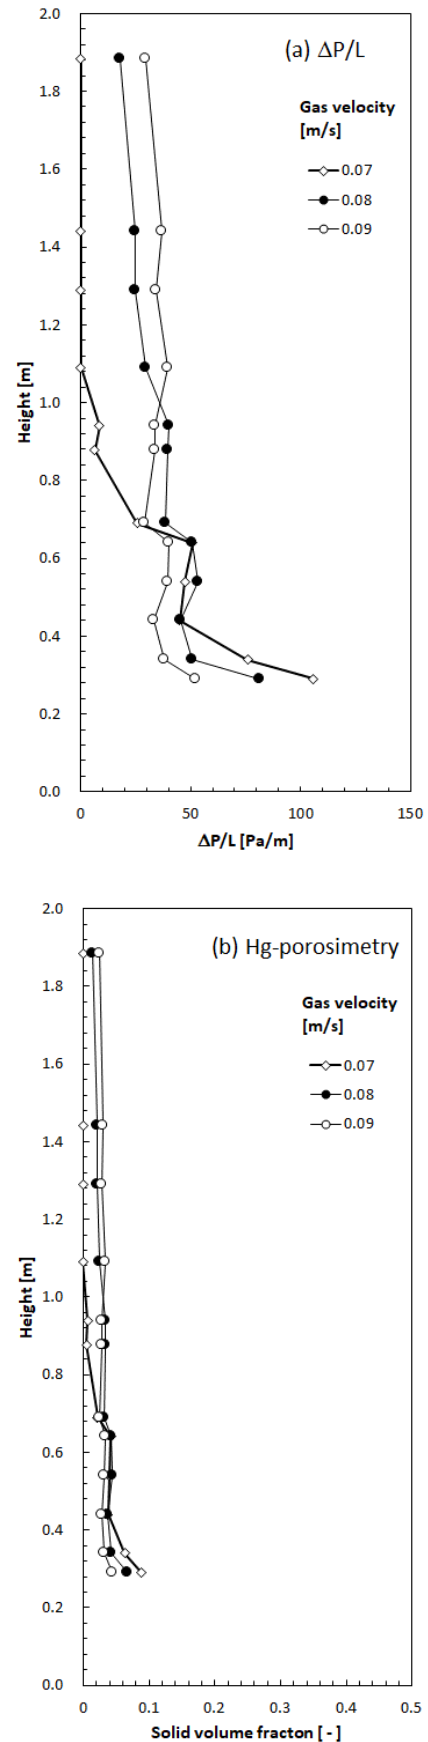 (a) ΔP/L
Gas velocity
[m/s]
0.07
0.08
0.09
2.0
1.8
1.6
1.4
1.2
1.0
0.8
0.6
0.4
0.2
0.0
Height [m]
0 50 100 150
ΔP/L [Pa/m]
(b) Hg-porosimetry
Gas velocity
[m/s]
0.07
0.08
0.09
2.0
1.8
1.6
1.4
1.2
1.0
0.8
0.6
0.4
0.2
0.0
Height [m]
0 0.1 0.2 0.3 0.4 0.5
Solid volume fracton [ - ]